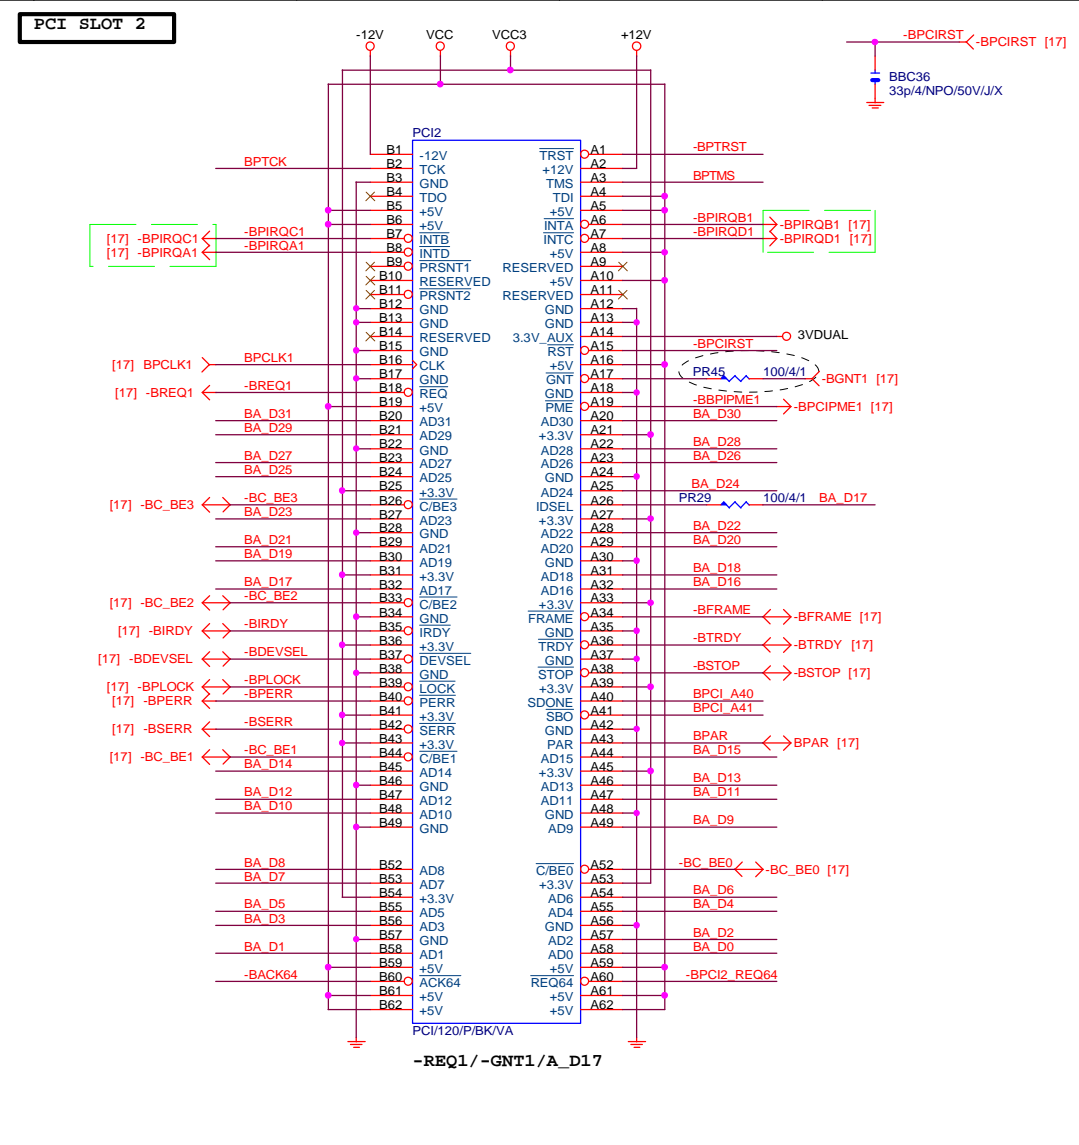 PCI SLOT 2
-12V VCC VCC3 +12V
-BPCIRST -BPCIRST [17]
BBC36
33p/4/NPO/50V/J/X
PCI2
B1 -12V TRST A1 -BPTRST
BPTCK B2 TCK +12V A2
B3 GND TMS A3 BPTMS
B4 TDO TDI A4
B5 +5V +5V A5
B6 +5V INTA A6 -BPIRQB1 -BPIRQB1 [17]
[17] -BPIRQC1 -BPIRQC1 B7 INTB INTC A7 -BPIRQD1 -BPIRQD1 [17]
[17] -BPIRQA1 -BPIRQA1 B8 INTD +5V A8
B9 PRSNT1 RESERVED A9
B10 RESERVED +5V A10
B11 PRSNT2 RESERVED A11
B12 GND GND A12
B13 GND GND A13
B14 RESERVED 3.3V_AUX A14 3VDUAL
B15 GND RST A15 -BPCIRST
[17] BPCLK1 BPCLK1 B16 CLK +5V A16
B17 GND GNT A17 PR45 100/4/1 -BGNT1 [17]
[17] -BREQ1 -BREQ1 B18 REQ GND A18
B19 +5V PME A19 -BBPIPME1 -BPCIPME1 [17]
BA_D31 B20 AD31 AD30 A20 BA_D30
BA_D29 B21 AD29 +3.3V A21
B22 GND AD28 A22 BA_D28
BA_D27 B23 AD27 AD26 A23 BA_D26
BA_D25 B24 AD25 GND A24
B25 +3.3V AD24 A25 BA_D24
[17] -BC_BE3 -BC_BE3 B26 C/BE3 IDSEL A26 PR29 100/4/1 BA_D17
BA_D23 B27 AD23 +3.3V A27
B28 GND AD22 A28 BA_D22
BA_D21 B29 AD21 AD20 A29 BA_D20
BA_D19 B30 AD19 GND A30
B31 +3.3V AD18 A31 BA_D18
BA_D17 B32 AD17 AD16 A32 BA_D16
[17] -BC_BE2 -BC_BE2 B33 C/BE2 +3.3V A33
B34 GND FRAME A34 -BFRAME -BFRAME [17]
[17] -BIRDY -BIRDY B35 IRDY GND A35
B36 +3.3V TRDY A36 -BTRDY -BTRDY [17]
[17] -BDEVSEL -BDEVSEL B37 DEVSEL GND A37
B38 GND STOP A38 -BSTOP -BSTOP [17]
[17] -BPLOCK -BPLOCK B39 LOCK +3.3V A39
[17] -BPERR -BPERR B40 PERR SDONE A40 BPCI_A40
B41 +3.3V SBO A41 BPCI_A41
[17] -BSERR -BSERR B42 SERR GND A42
B43 +3.3V PAR A43 BPAR BPAR [17]
[17] -BC_BE1 -BC_BE1 B44 C/BE1 AD15 A44 BA_D15
BA_D14 B45 AD14 +3.3V A45
B46 GND AD13 A46 BA_D13
BA_D12 B47 AD12 AD11 A47 BA_D11
BA_D10 B48 AD10 GND A48
B49 GND AD9 A49 BA_D9
BA_D8 B52 AD8 C/BE0 A52 -BC_BE0 -BC_BE0 [17]
BA_D7 B53 AD7 +3.3V A53
B54 +3.3V AD6 A54 BA_D6
BA_D5 B55 AD5 AD4 A55 BA_D4
BA_D3 B56 AD3 GND A56
B57 GND AD2 A57 BA_D2
BA_D1 B58 AD1 AD0 A58 BA_D0
B59 +5V +5V A59
-BACK64 B60 ACK64 REQ64 A60 -BPCI2_REQ64
B61 +5V +5V A61
B62 +5V +5V A62
PCI/120/P/BK/VA
-REQ1/-GNT1/A_D17